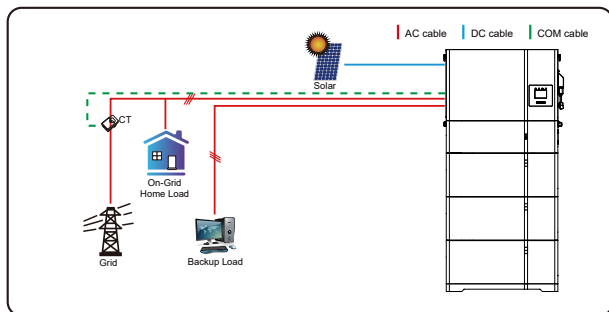 AC cable
DC cable
COM cable
Solar
CT
On-Grid
Home Load
Grid
Backup Load